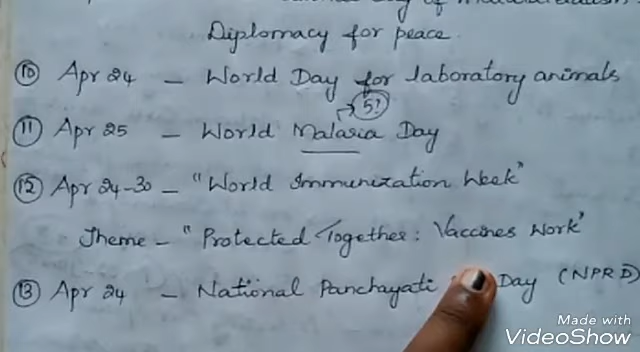 Day of
Diplomacy for peace.
⑩ Apr 24 – World Day for laboratory animals
5!
⑪ Apr 25 – World Malaria Day
⑫ Apr 24-30 – "World Immunization Week"
Theme – "Protected Together: Vaccines Work"
⑬ Apr 24 – National Panchayati Day (NPRD)
Made with
VideoShow